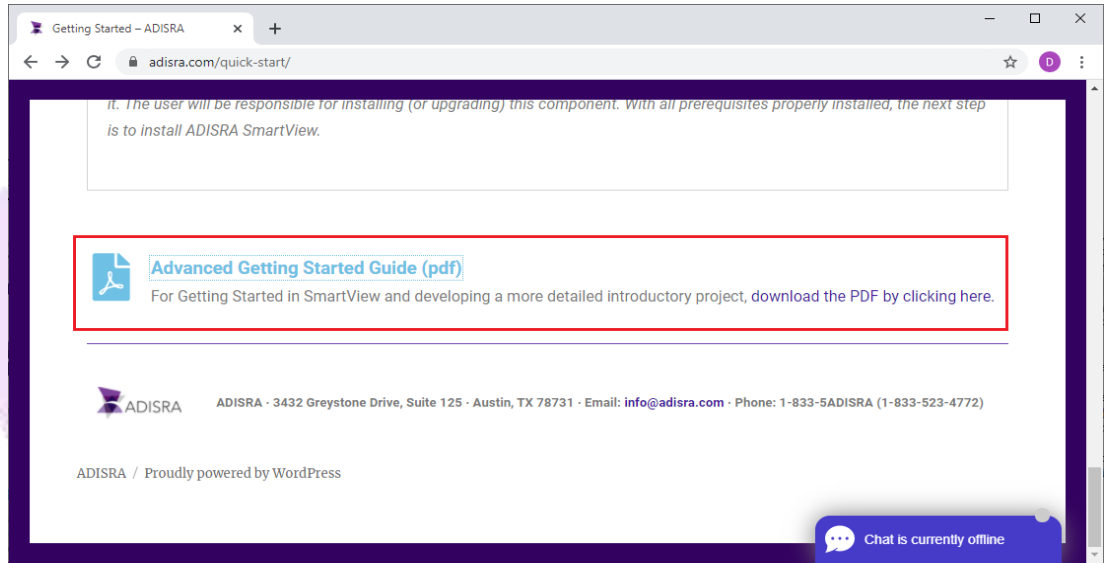 Getting Started – ADISRA
adisra.com/quick-start/
D
it. The user will be responsible for installing (or upgrading) this component. With all prerequisites properly installed, the next step
is to install ADISRA SmartView.
Advanced Getting Started Guide (pdf)
For Getting Started in SmartView and developing a more detailed introductory project, download the PDF by clicking here.
ADISRA
ADISRA · 3432 Greystone Drive, Suite 125 · Austin, TX 78731 · Email: info@adisra.com · Phone: 1-833-5ADISRA (1-833-523-4772)
ADISRA / Proudly powered by WordPress
Chat is currently offline